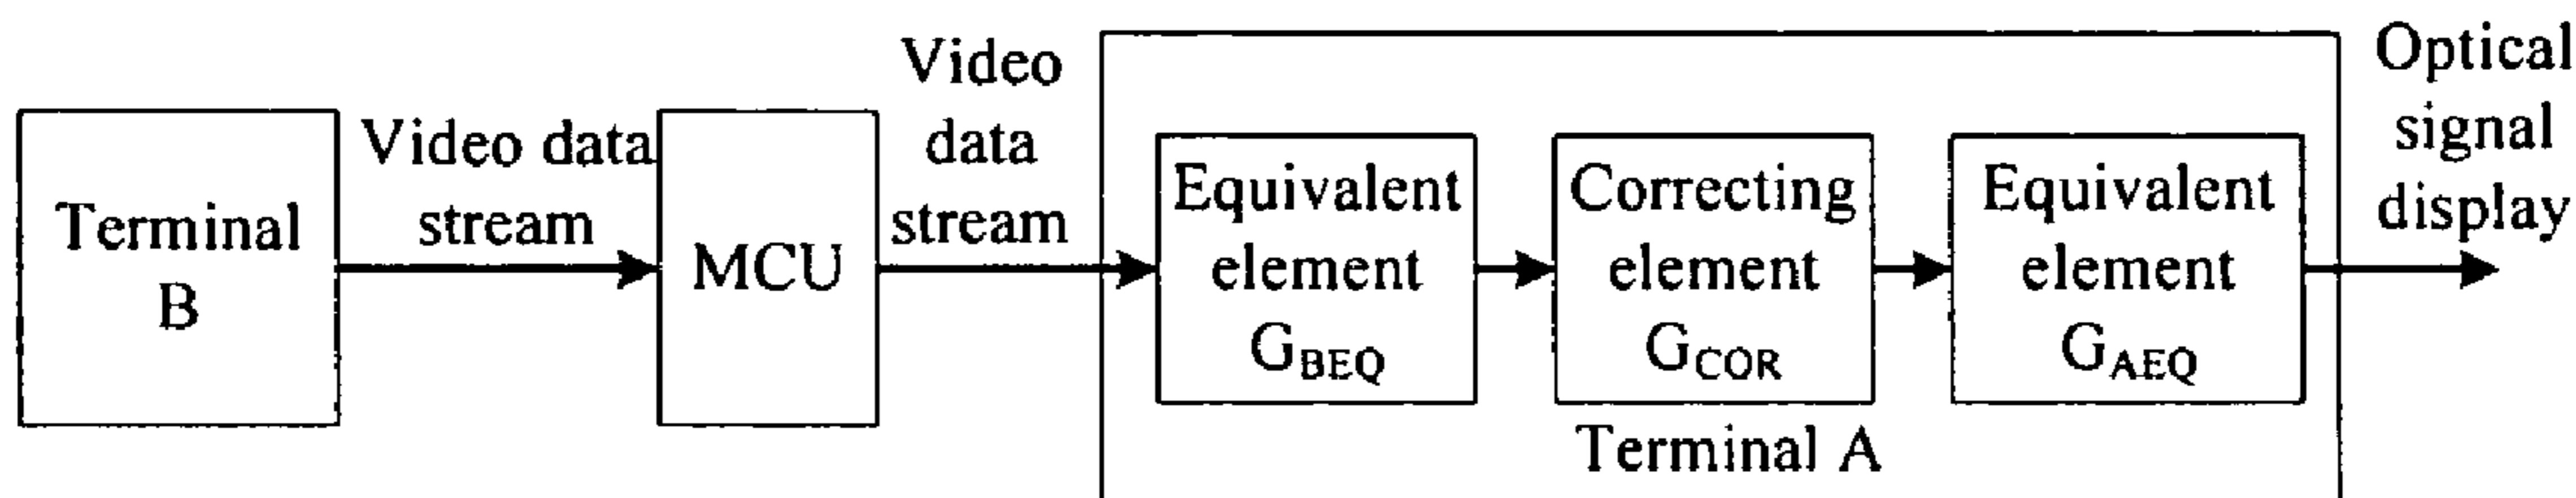 Terminal
B
Video data
stream
MCU
Video
data
stream
Equivalent
element
G_BEQ
Correcting
element
G_COR
Equivalent
element
G_AEQ
Terminal A
Optical
signal
display